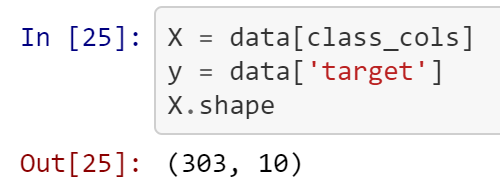 In [25]: X = data[class_cols]
y = data['target']
X.shape
Out[25]: (303, 10)